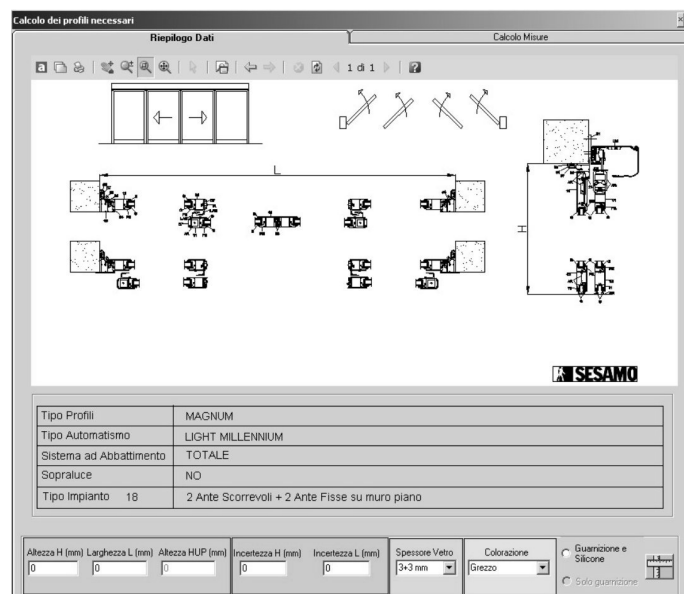 Calcolo dei profili necessari
Riepilogo Dati
Calcolo Misure
1 di 1
L
H
SESAMO
Tipo Profili MAGNUM
Tipo Automatismo LIGHT MILLENNIUM
Sistema ad Abbattimento TOTALE
Sopraluce NO
Tipo Impianto 18 2 Ante Scorrevoli + 2 Ante Fisse su muro piano
Altezza H (mm) Larghezza L (mm) Altezza HUP (mm) Incertezza H (mm) Incertezza L (mm) Spessore Vetro Colorazione Guarnizione e Silicone
0 0 0 0 0 3+3 mm Grezzo Solo guarnizione